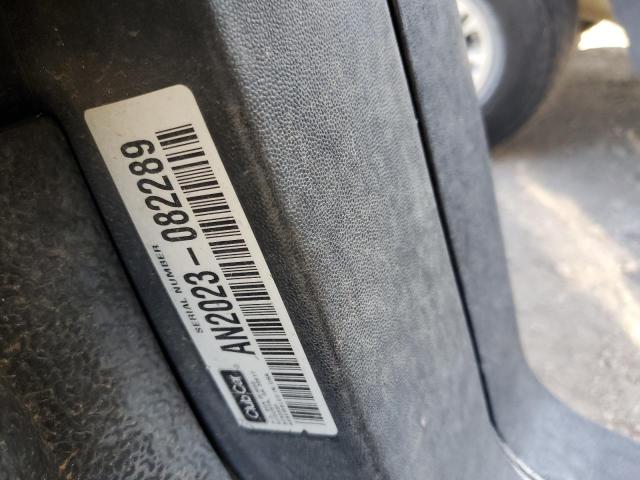 SERIAL NUMBER
AN2023-082289
Club Car